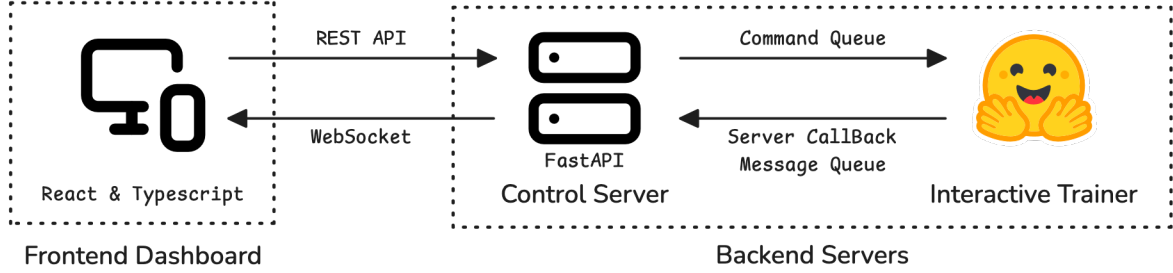 REST API
WebSocket
React & Typescript
Frontend Dashboard
FastAPI
Control Server
Command Queue
Server CallBack
Message Queue
Interactive Trainer
Backend Servers